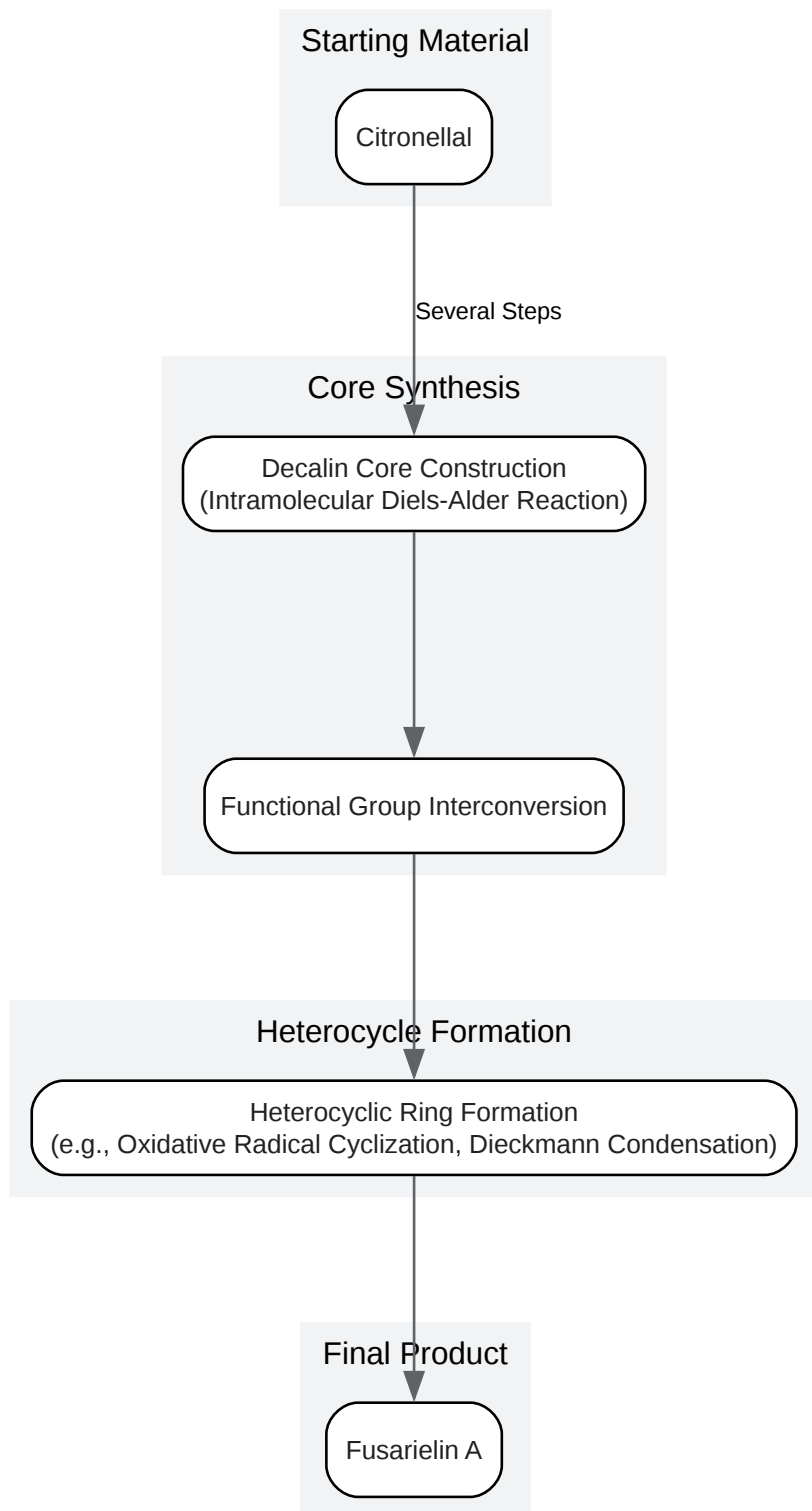 Starting Material
Citronellal
Several Steps
Core Synthesis
Decalin Core Construction
(Intramolecular Diels-Alder Reaction)
Functional Group Interconversion
Heterocycle Formation
Heterocyclic Ring Formation
(e.g., Oxidative Radical Cyclization, Dieckmann Condensation)
Final Product
Fusarielin A